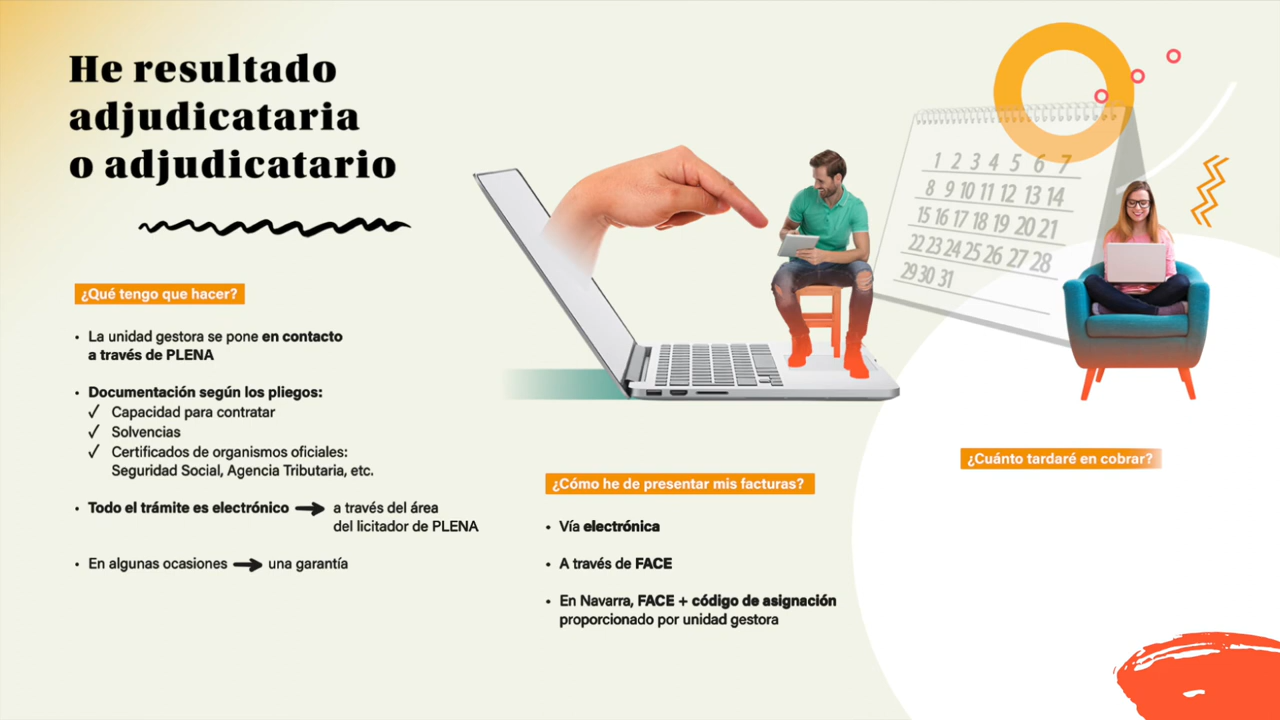 He resultado
adjudicataria
o adjudicatario
¿Qué tengo que hacer?
• La unidad gestora se pone en contacto
a través de PLENA
• Documentación según los pliegos:
✓ Capacidad para contratar
✓ Solvencias
✓ Certificados de organismos oficiales:
Seguridad Social, Agencia Tributaria, etc.
• Todo el trámite es electrónico → a través del área
del licitador de PLENA
• En algunas ocasiones → una garantía
¿Cómo he de presentar mis facturas?
• Vía electrónica
• A través de FACE
• En Navarra, FACE + código de asignación
proporcionado por unidad gestora
1 2 3 4 5 6 7
8 9 10 11 12 13 14
15 16 17 18 19 20 21
22 23 24 25 26 27 28
29 30 31
¿Cuánto tardaré en cobrar?